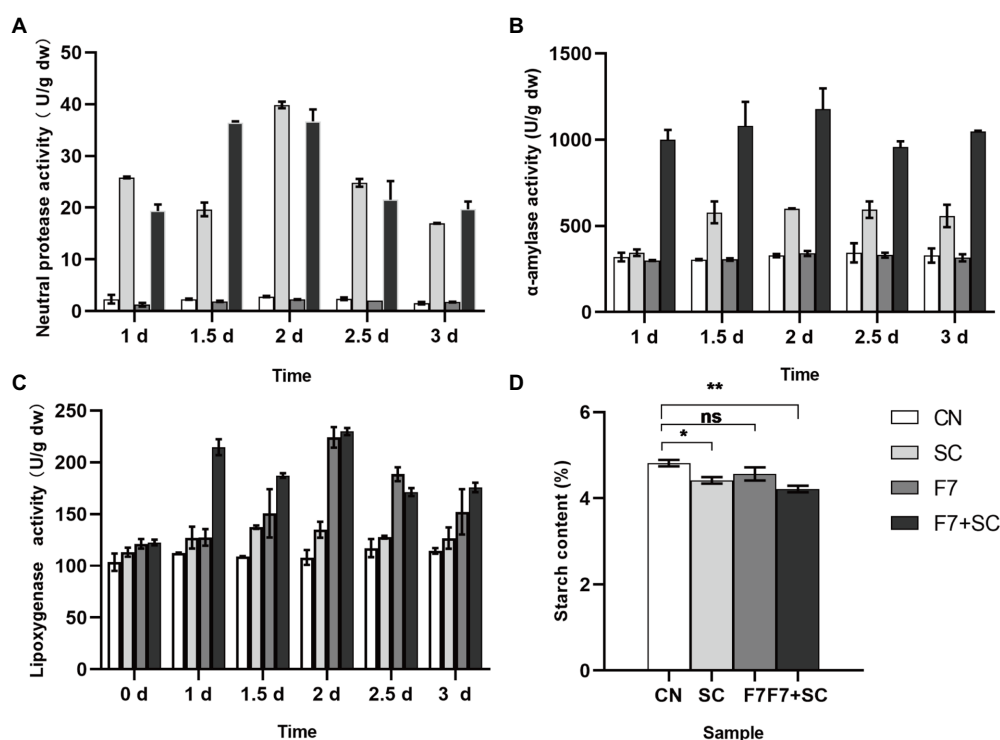 A
Neutral protease activity（ U/g dw）
50
40
30
20
10
0
1 d 1.5 d 2 d 2.5 d 3 d
Time
B
α-amylase activity (U/g dw)
1500
1000
500
0
1 d 1.5 d 2 d 2.5 d 3 d
Time
C
Lipoxygenase activity（U/g dw）
250
200
150
100
50
0
0 d 1 d 1.5 d 2 d 2.5 d 3 d
Time
D
Starch content (%)
6
4
2
0
**
ns
*
CN SC F7 F7+SC
Sample
CN
SC
F7
F7+SC